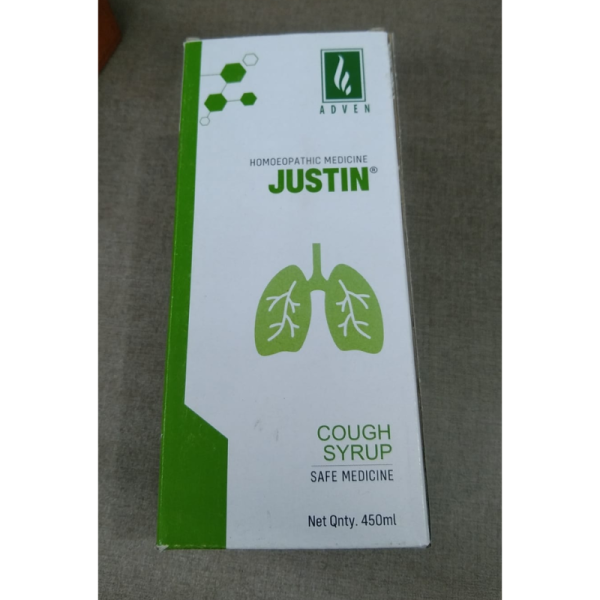 ADVEN
HOMOEOPATHIC MEDICINE
JUSTIN®
COUGH
SYRUP
SAFE MEDICINE
Net Qnty. 450ml